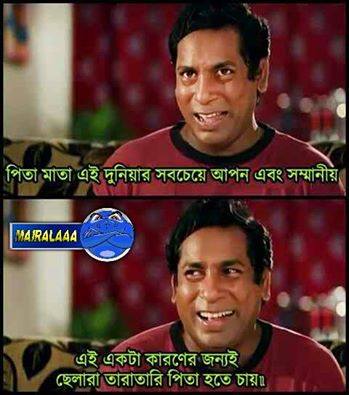 পিতা মাতা এই দুনিয়ার সবচেয়ে আপন এবং সম্মানীয়
MAIRALAAA
এই একটা কারণের জন্যই
ছেলারা তারাতারি পিতা হতে চায়॥